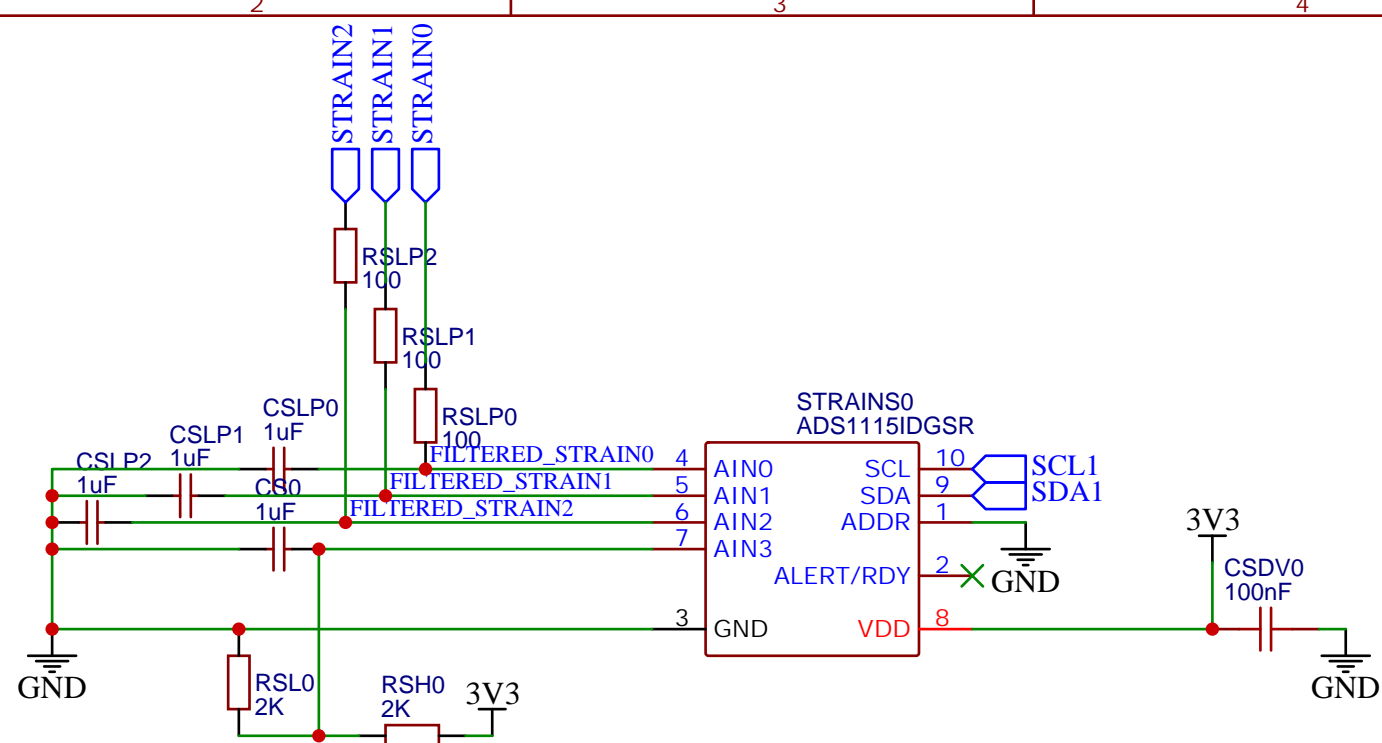 2
3
4
STRAIN2
STRAIN1
STRAIN0
RSLP2
100
RSLP1
100
RSLP0
100
CSLP0
1uF
CSLP1
1uF
CSLP2
1uF
CS0
1uF
FILTERED_STRAIN0
FILTERED_STRAIN1
FILTERED_STRAIN2
STRAINS0
ADS1115IDGSR
4 AIN0 SCL 10 SCL1
5 AIN1 SDA 9 SDA1
6 AIN2 ADDR 1
7 AIN3
ALERT/RDY 2 GND
3 GND VDD 8
3V3
CSDV0
100nF
GND
GND
RSL0
2K
RSH0
2K
3V3